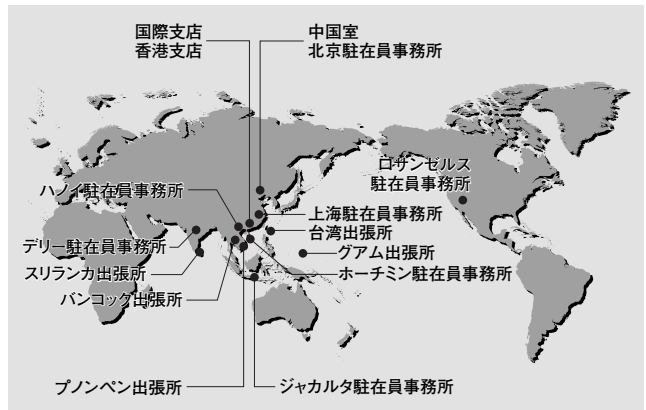 国際支店
香港支店
中国室
北京駐在員事務所
ロサンゼルス
駐在員事務所
ハノイ駐在員事務所
上海駐在員事務所
台湾出張所
デリー駐在員事務所
グアム出張所
スリランカ出張所
ホーチミン駐在員事務所
バンコック出張所
プノンペン出張所
ジャカルタ駐在員事務所